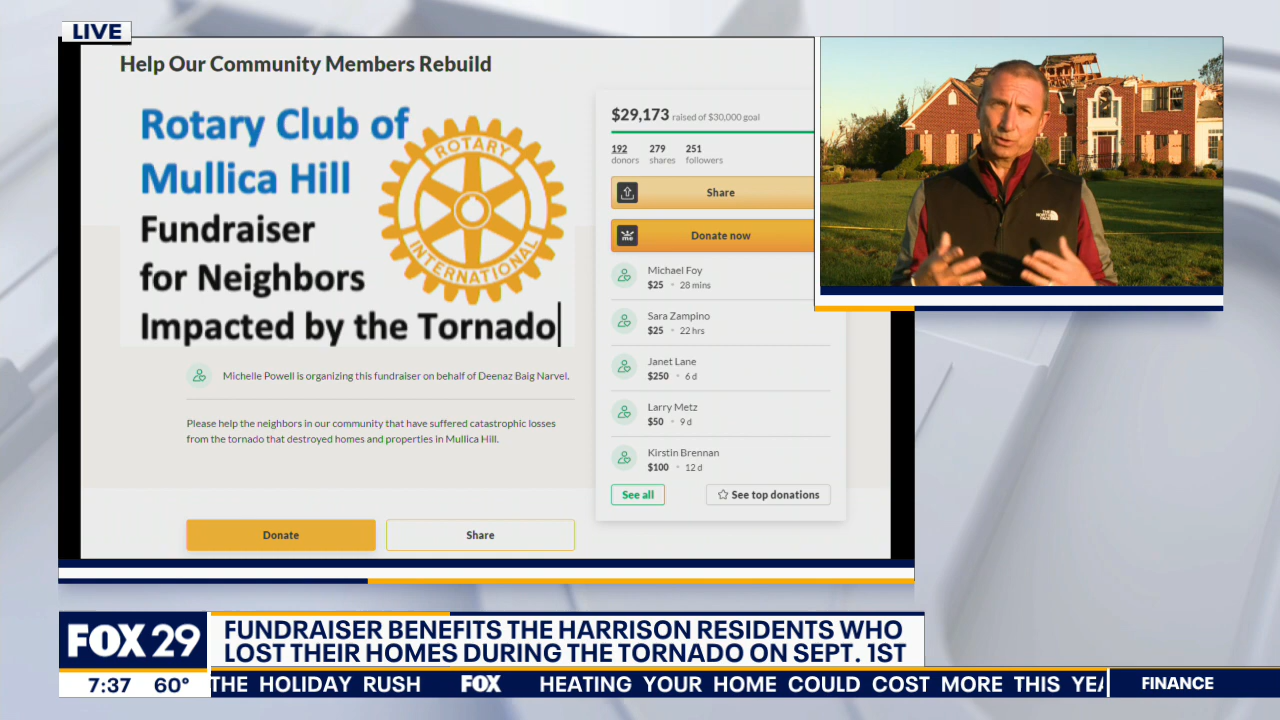 LIVE
Help Our Community Members Rebuild
Rotary Club of
Mullica Hill
Fundraiser
for Neighbors
Impacted by the Tornado
ROTARY
INTERNATIONAL
Michelle Powell is organizing this fundraiser on behalf of Deenaz Baig Narvel.
Please help the neighbors in our community that have suffered catastrophic losses
from the tornado that destroyed homes and properties in Mullica Hill.
Donate
Share
$29,173 raised of $30,000 goal
192 279 251
donors shares followers
Share
me Donate now
Michael Foy
$25 • 28 mins
Sara Zampino
$25 • 22 hrs
Janet Lane
$250 • 6 d
Larry Metz
$50 • 9 d
Kirstin Brennan
$100 • 12 d
See all
See top donations
THE
NORTH
FACE
FOX 29
FUNDRAISER BENEFITS THE HARRISON RESIDENTS WHO
LOST THEIR HOMES DURING THE TORNADO ON SEPT. 1ST
7:37 60° THE HOLIDAY RUSH FOX HEATING YOUR HOME COULD COST MORE THIS YEA FINANCE